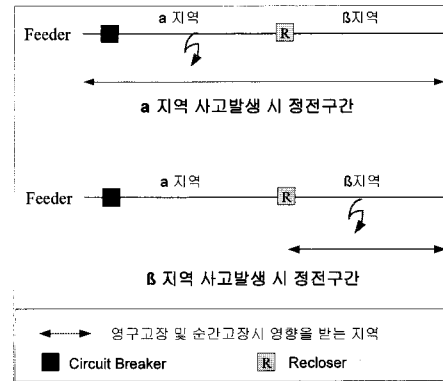 a 지역
ß지역
Feeder
R
a 지역 사고발생 시 정전구간
a 지역
ß지역
Feeder
R
ß 지역 사고발생 시 정전구간
영구고장 및 순간고장시 영향을 받는 지역
Circuit Breaker
R Recloser